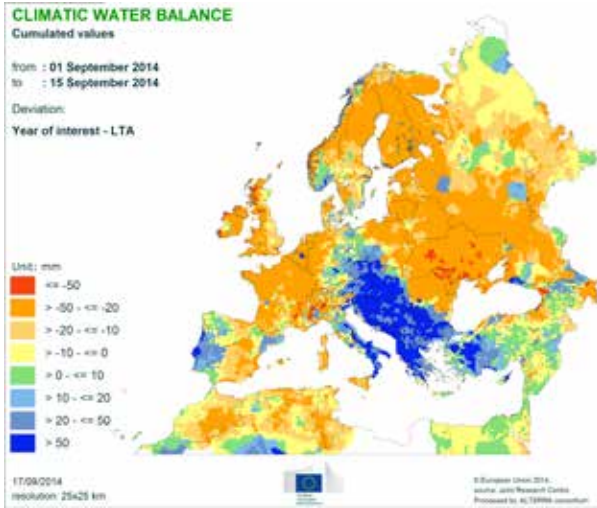 CLIMATIC WATER BALANCE
Cumulated values
from : 01 September 2014
to : 15 September 2014
Deviation:
Year of interest - LTA
Unit: mm
<= -50
> -50 - <= -20
> -20 - <= -10
> -10 - <= 0
> 0 - <= 10
> 10 - <= 20
> 20 - <= 50
> 50
17/09/2014
resolution: 25x25 km
© European Union 2014
source: Joint Research Centre
Processed by: ALTERRA consortium